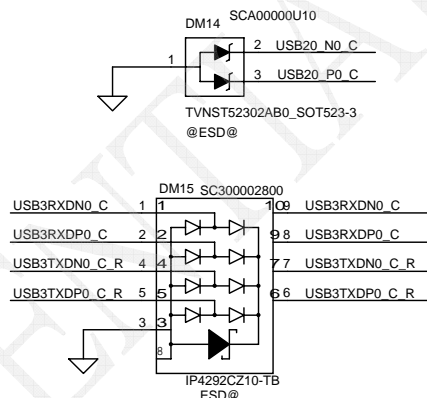 SCA00000U10
DM14
1
2 USB20_N0_C
3 USB20_P0_C
TVNST52302AB0_SOT523-3
@ESD@
DM15 SC300002800
USB3RXDN0_C 1 1 10 9 USB3RXDN0_C
USB3RXDP0_C 2 2 9 8 USB3RXDP0_C
USB3TXDN0_C_R 4 4 7 7 USB3TXDN0_C_R
USB3TXDP0_C_R 5 5 6 6 USB3TXDP0_C_R
3 3
8
IP4292CZ10-TB
ESD@